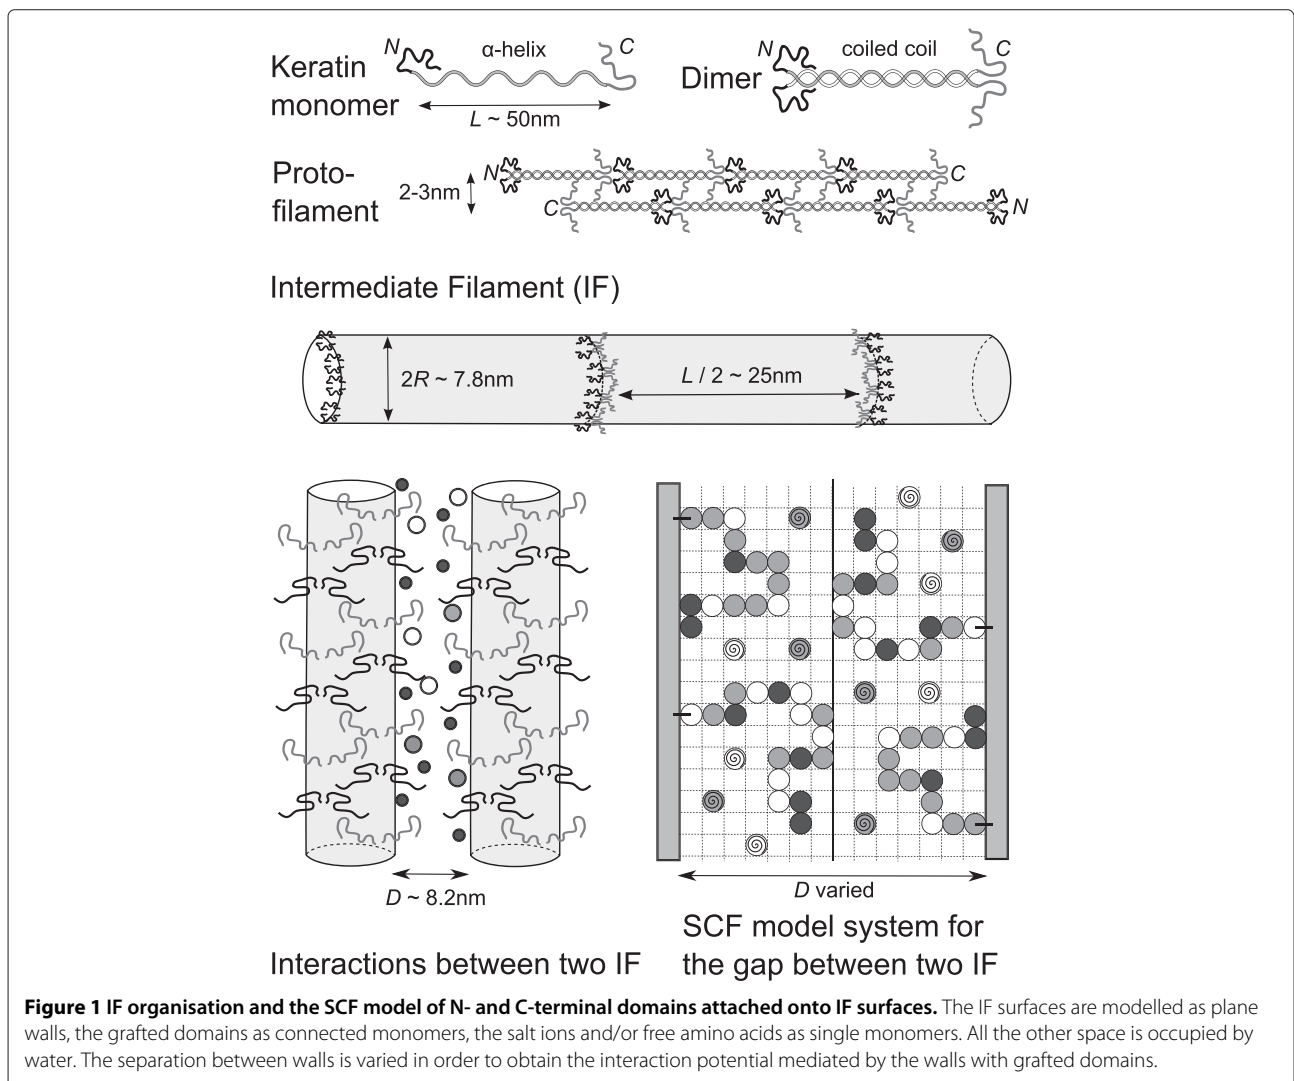 Keratin
monomer
N
α-helix
C
L ~ 50nm
Dimer
N
coiled coil
C
Proto-
filament
2-3nm
N
C
C
N
Intermediate Filament (IF)
2R ~ 7.8nm
L / 2 ~ 25nm
D ~ 8.2nm
Interactions between two IF
D varied
SCF model system for
the gap between two IF
Figure 1 IF organisation and the SCF model of N- and C-terminal domains attached onto IF surfaces. The IF surfaces are modelled as plane
walls, the grafted domains as connected monomers, the salt ions and/or free amino acids as single monomers. All the other space is occupied by
water. The separation between walls is varied in order to obtain the interaction potential mediated by the walls with grafted domains.